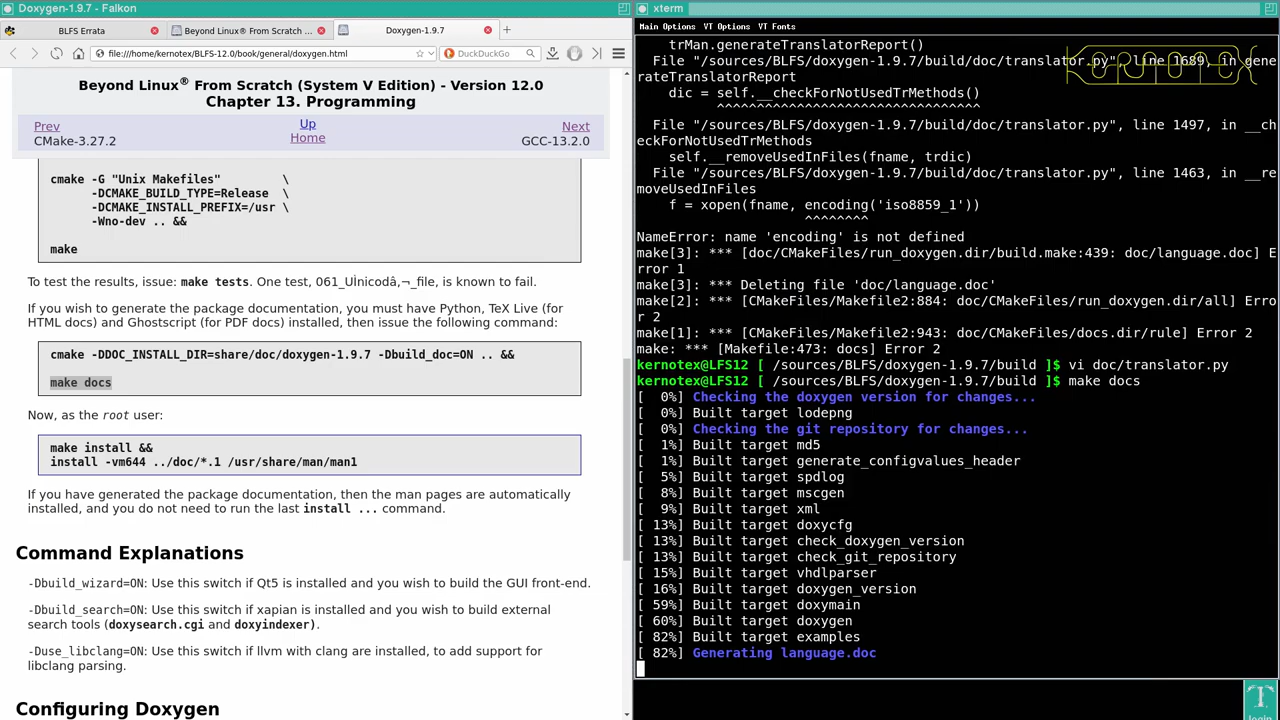 Doxygen-1.9.7 - Falkon
BLFS Errata
Beyond Linux® From Scratch (
Doxygen-1.9.7
file:///home/kernotex/BLFS-12.0/book/general/doxygen.html
DuckDuckGo
Beyond Linux® From Scratch (System V Edition) - Version 12.0
Chapter 13. Programming
Prev
Up
Next
CMake-3.27.2
Home
GCC-13.2.0
cmake -G "Unix Makefiles" \
-DCMAKE_BUILD_TYPE=Release \
-DCMAKE_INSTALL_PREFIX=/usr \
-Wno-dev .. &&
make
To test the results, issue: make tests. One test, is known to fail.
If you wish to generate the package documentation, you must have Python, TeX Live (for
HTML docs) and Ghostscript (for PDF docs) installed, then issue the following command:
cmake -DDOC_INSTALL_DIR=share/doc/doxygen-1.9.7 -Dbuild_doc=ON .. &&
make docs
Now, as the root user:
make install &&
install -vm644 ../doc/*.1 /usr/share/man/man1
If you have generated the package documentation, then the man pages are automatically
installed, and you do not need to run the last install ... command.
Command Explanations
-Dbuild_wizard=ON: Use this switch if Qt5 is installed and you wish to build the GUI front-end.
-Dbuild_search=ON: Use this switch if xapian is installed and you wish to build external
search tools (doxysearch.cgi and doxyindexer).
-Duse_libclang=ON: Use this switch if llvm with clang are installed, to add support for
libclang parsing.
Configuring Doxygen
xterm
Main Options VT Options VT Fonts
KERNOTEX
trMan.generateTranslatorReport()
File "/sources/BLFS/doxygen-1.9.7/build/doc/translator.py", line 1689, in gene
rateTranslatorReport
dic = self.__checkForNotUsedTrMethods()
^^^^^^^^^^^^^^^^^^^^^^^^^^^^^^^^^
File "/sources/BLFS/doxygen-1.9.7/build/doc/translator.py", line 1497, in __ch
eckForNotUsedTrMethods
self.__removeUsedInFiles(fname, trdic)
File "/sources/BLFS/doxygen-1.9.7/build/doc/translator.py", line 1463, in __re
moveUsedInFiles
f = xopen(fname, encoding('iso8859_1'))
^^^^^^^^
NameError: name 'encoding' is not defined
make[3]: *** [doc/CMakeFiles/run_doxygen.dir/build.make:439: doc/language.doc] E
rror 1
make[3]: *** Deleting file 'doc/language.doc'
make[2]: *** [CMakeFiles/Makefile2:884: doc/CMakeFiles/run_doxygen.dir/all] Erro
r 2
make[1]: *** [CMakeFiles/Makefile2:943: doc/CMakeFiles/docs.dir/rule] Error 2
make: *** [Makefile:473: docs] Error 2
kernotex@LFS12 [ /sources/BLFS/doxygen-1.9.7/build ]$ vi doc/translator.py
kernotex@LFS12 [ /sources/BLFS/doxygen-1.9.7/build ]$ make docs
[  0%] Checking the doxygen version for changes...
[  0%] Built target lodepng
[  0%] Checking the git repository for changes...
[  1%] Built target md5
[  1%] Built target generate_configvalues_header
[  5%] Built target spdlog
[  8%] Built target mscgen
[  9%] Built target xml
[ 13%] Built target doxycfg
[ 13%] Built target check_doxygen_version
[ 13%] Built target check_git_repository
[ 15%] Built target vhdlparser
[ 16%] Built target doxygen_version
[ 59%] Built target doxymain
[ 60%] Built target doxygen
[ 82%] Built target examples
[ 82%] Generating language.doc
login